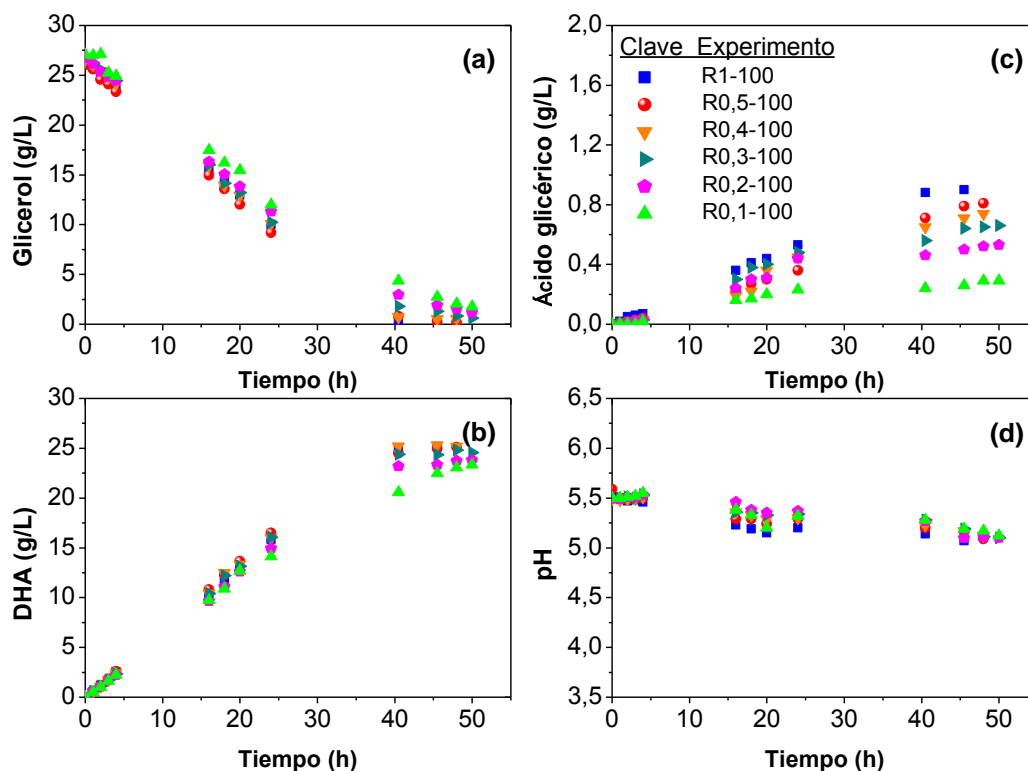 30
25
20
15
10
5
0
Glicerol (g/L)
(a)
0 10 20 30 40 50
Tiempo (h)
2,0
1,6
1,2
0,8
0,4
0,0
Ácido glicérico (g/L)
Clave Experimento
R1-100
R0,5-100
R0,4-100
R0,3-100
R0,2-100
R0,1-100
(c)
0 10 20 30 40 50
Tiempo (h)
30
25
20
15
10
5
0
DHA (g/L)
(b)
0 10 20 30 40 50
Tiempo (h)
6,5
6,0
5,5
5,0
4,5
4,0
3,5
pH
(d)
0 10 20 30 40 50
Tiempo (h)